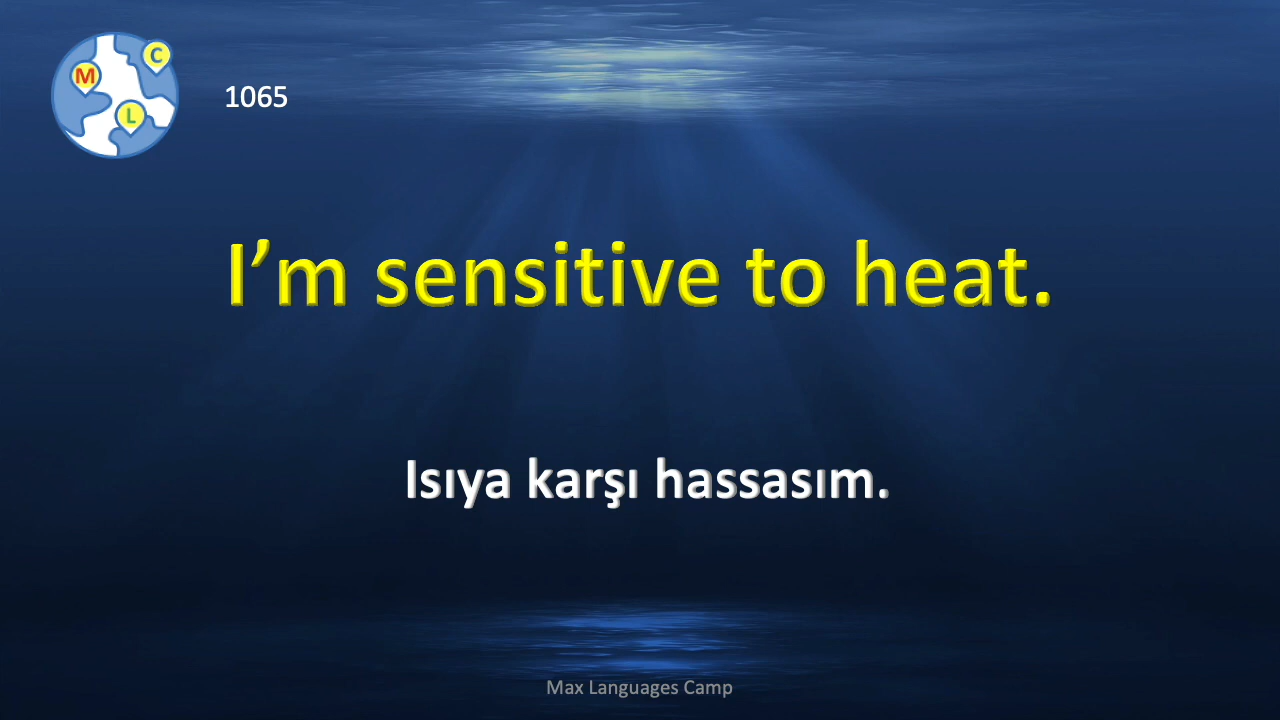 C
M
L
1065
I’m sensitive to heat.
Isıya karşı hassasım.
Max Languages Camp